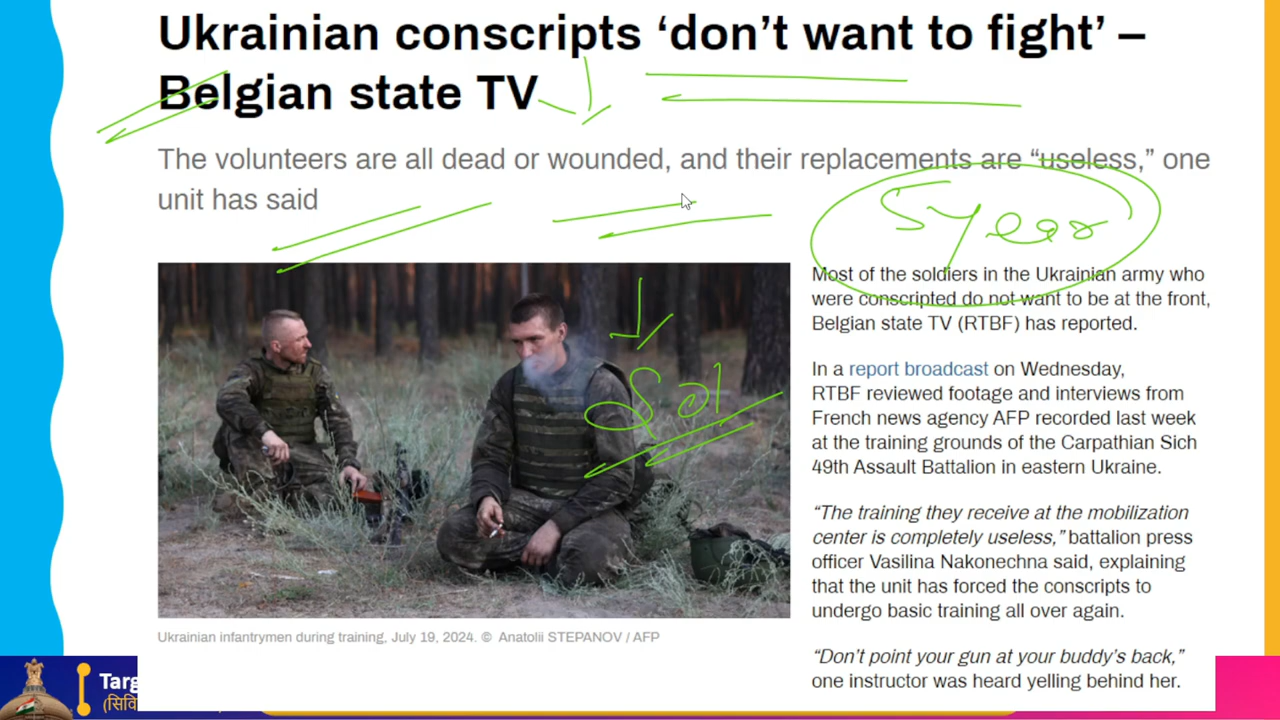 Ukrainian conscripts ‘don’t want to fight’ –
Belgian state TV
The volunteers are all dead or wounded, and their replacements are “useless,” one
unit has said
5 year
Sol
Most of the soldiers in the Ukrainian army who
were conscripted do not want to be at the front,
Belgian state TV (RTBF) has reported.
In a report broadcast on Wednesday,
RTBF reviewed footage and interviews from
French news agency AFP recorded last week
at the training grounds of the Carpathian Sich
49th Assault Battalion in eastern Ukraine.
“The training they receive at the mobilization
center is completely useless,” battalion press
officer Vasilina Nakonechna said, explaining
that the unit has forced the conscripts to
undergo basic training all over again.
“Don’t point your gun at your buddy’s back,”
one instructor was heard yelling behind her.
Ukrainian infantrymen during training, July 19, 2024. © Anatolii STEPANOV / AFP